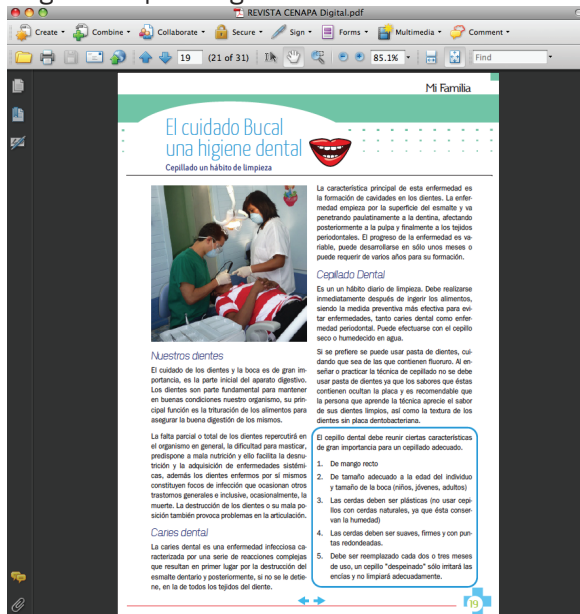 REVISTA CENAPA Digital.pdf
Create
Combine
Collaborate
Secure
Sign
Forms
Multimedia
Comment
19
(21 of 31)
85.1%
Find
Mi Familia
El cuidado Bucal
una higiene dental
Cepillado un hábito de limpieza
Nuestros dientes
El cuidado de los dientes y la boca es de gran im-
portancia, es la parte inicial del aparato digestivo.
Los dientes son parte fundamental para mantener
en buenas condiciones nuestro organismo, su prin-
cipal función es la trituración de los alimentos para
asegurar la buena digestión de los mismos.
La falta parcial o total de los dientes repercutirá en
el organismo en general, la dificultad para masticar,
predispone a mala nutrición y ello facilita la desnu-
trición y la adquisición de enfermedades sistémi-
cas, además los dientes enfermos por sí mismos
constituyen focos de infección que ocasionan otros
trastornos generales e inclusive, ocasionalmente, la
muerte. La destrucción de los dientes o su mala po-
sición también provoca problemas en la articulación.
Caries dental
La caries dental es una enfermedad infecciosa ca-
racterizada por una serie de reacciones complejas
que resultan en primer lugar por la destrucción del
esmalte dentario y posteriormente, si no se le detie-
ne, en la de todos los tejidos del diente.
La característica principal de esta enfermedad es
la formación de cavidades en los dientes. La enfer-
medad empieza por la superficie del esmalte y va
penetrando paulatinamente a la dentina, afectando
posteriormente a la pulpa y finalmente a los tejidos
periodontales. El progreso de la enfermedad es va-
riable, puede desarrollarse en sólo unos meses o
puede requerir de varios años para su formación.
Cepillado Dental
Es un un hábito diario de limpieza. Debe realizarse
inmediatamente después de ingerir los alimentos,
siendo la medida preventiva más efectiva para evi-
tar enfermedades, tanto caries dental como enfer-
medad periodontal. Puede efectuarse con el cepillo
seco o humedecido en agua.
Si se prefiere se puede usar pasta de dientes, cui-
dando que sea de las que contienen fluoruro. Al en-
señar o practicar la técnica de cepillado no se debe
usar pasta de dientes ya que los sabores que éstas
contienen ocultan la placa y es recomendable que
la persona que aprende la técnica aprecie el sabor
de sus dientes limpios, así como la textura de los
dientes sin placa dentobacteriana.
El cepillo dental debe reunir ciertas características
de gran importancia para un cepillado adecuado.
1. De mango recto
2. De tamaño adecuado a la edad del individuo
y tamaño de la boca (niños, jóvenes, adultos)
3. Las cerdas deben ser plásticas (no usar cepi-
llos con cerdas naturales, ya que ésta conser-
van la humedad)
4. Las cerdas deben ser suaves, firmes y con pun-
tas redondeadas.
5. Debe ser reemplazado cada dos o tres meses
de uso, un cepillo "despeinado" sólo irritará las
encías y no limpiará adecuadamente.
19